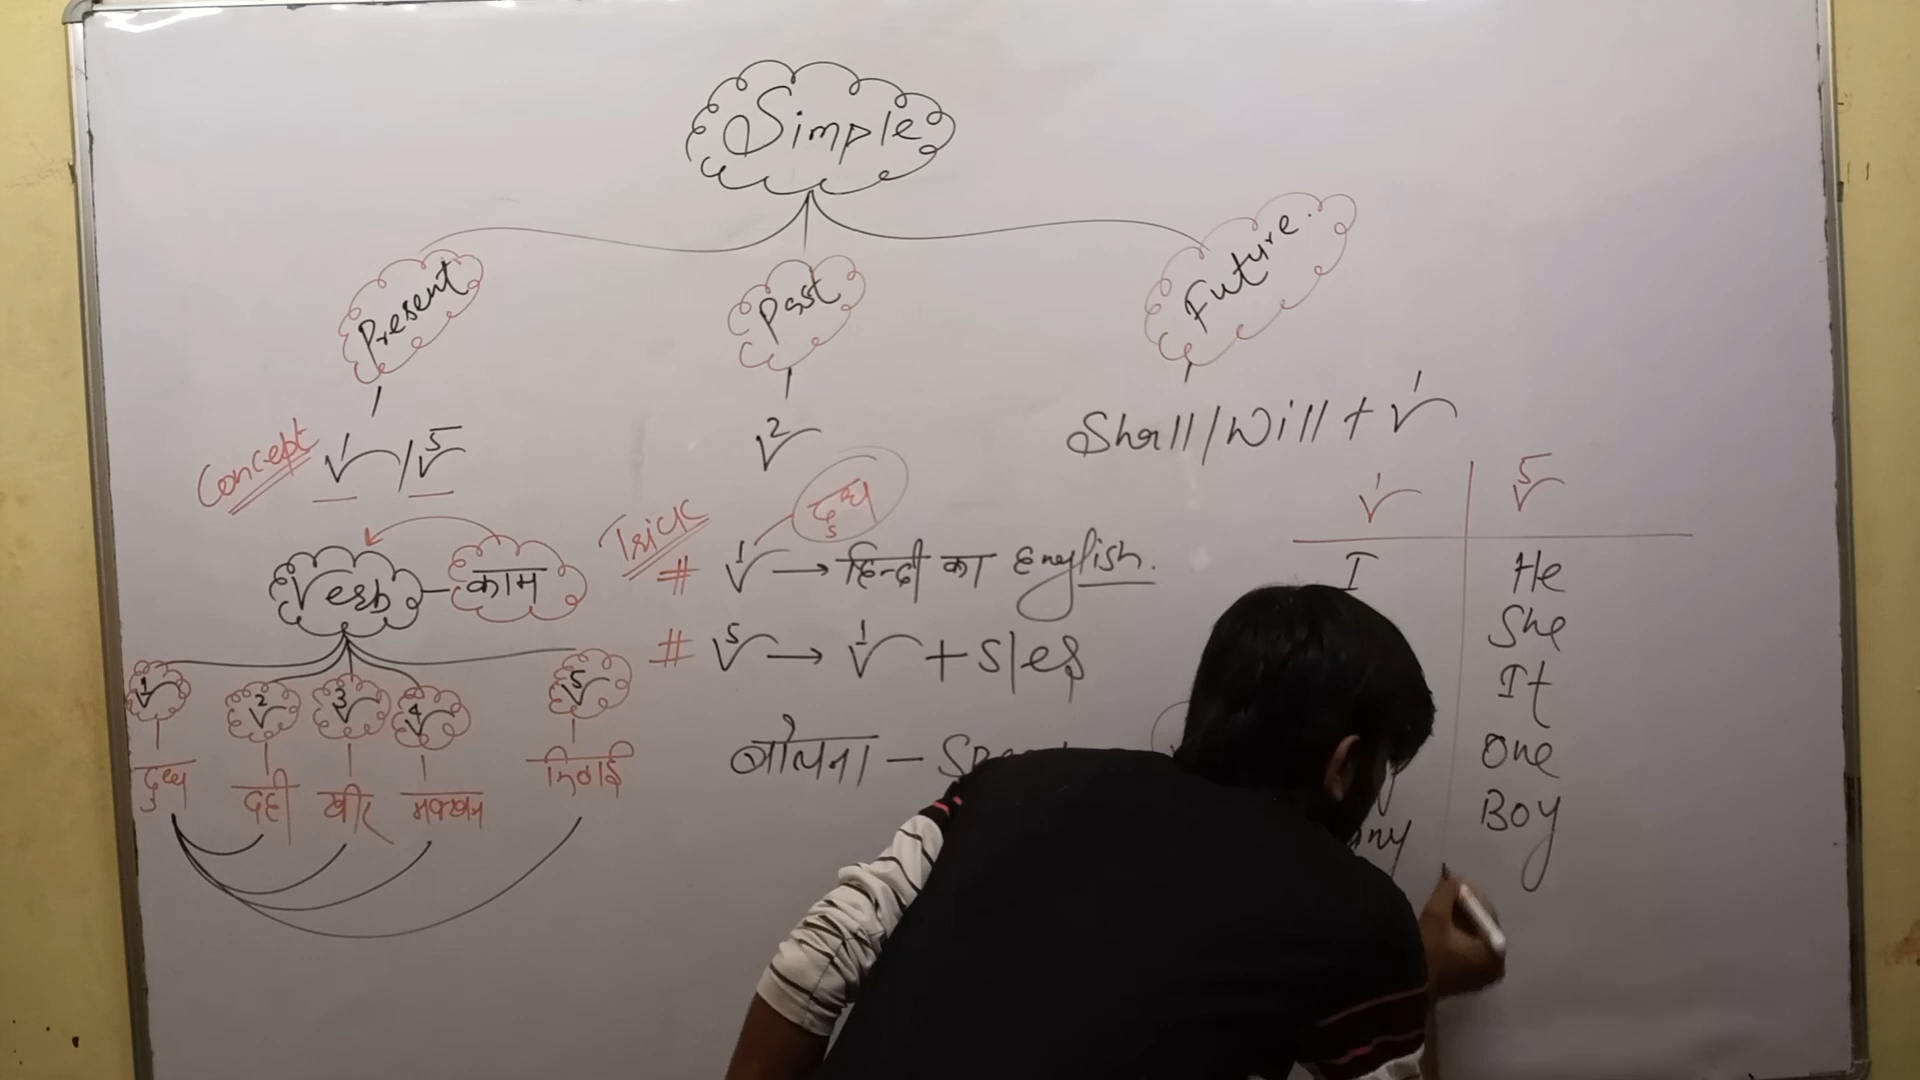 Simple
Present Past Future.
Concept V¹/V⁵ V² Shall/Will + V¹
V¹ V⁵
Trick दूध
# V¹ → हिन्दी का English.
# V⁵ → V¹ + s/es
Verb – काम
V¹ V² V³ V⁴ V⁵
दुध दही खीर मक्खन मिठाई
बोलना –
I He
She
It
One
Boy